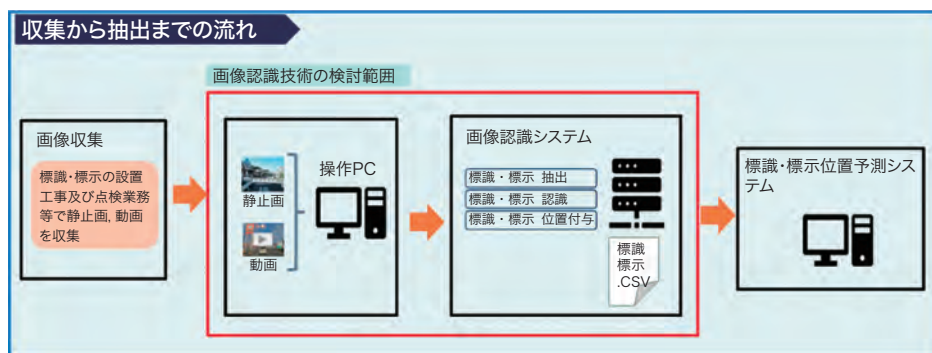 収集から抽出までの流れ
画像認識技術の検討範囲
画像収集
標識・標示の設置
工事及び点検業務
等で静止画,動画
を収集
静止画
動画
操作PC
画像認識システム
標識・標示 抽出
標識・標示 認識
標識・標示 位置付与
標識
標示
.CSV
標識・標示位置予測シス
テム